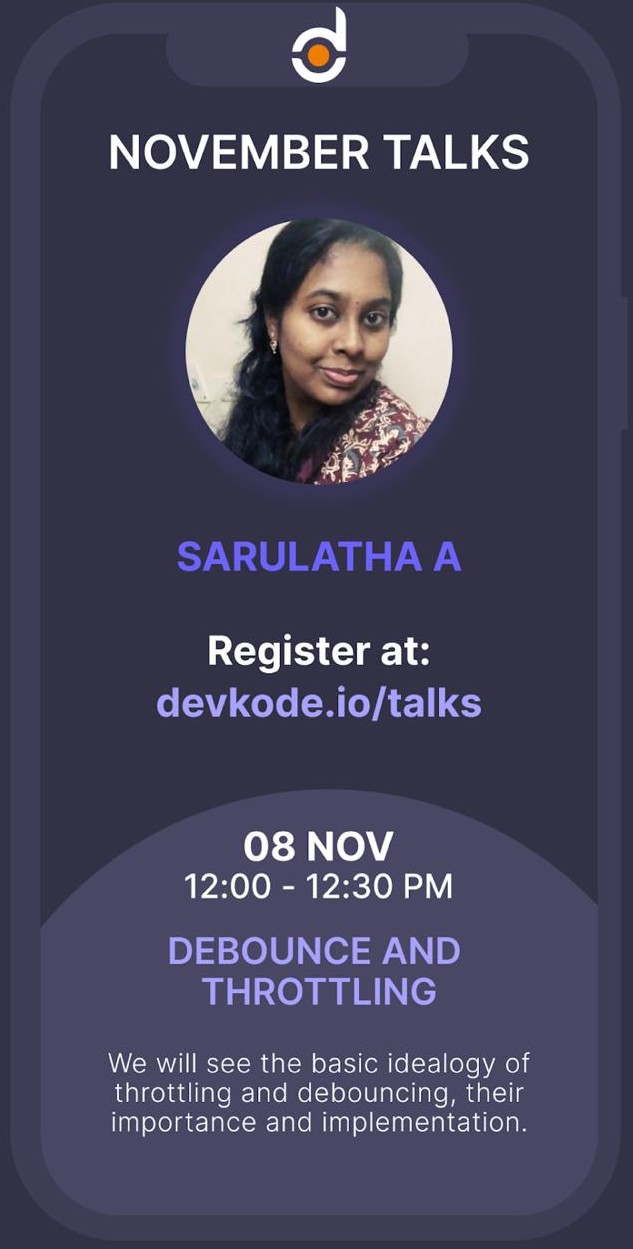 NOVEMBER TALKS
SARULATHA A
Register at:
devkode.io/talks
08 NOV
12:00 - 12:30 PM
DEBOUNCE AND
THROTTLING
We will see the basic idealogy of
throttling and debouncing, their
importance and implementation.